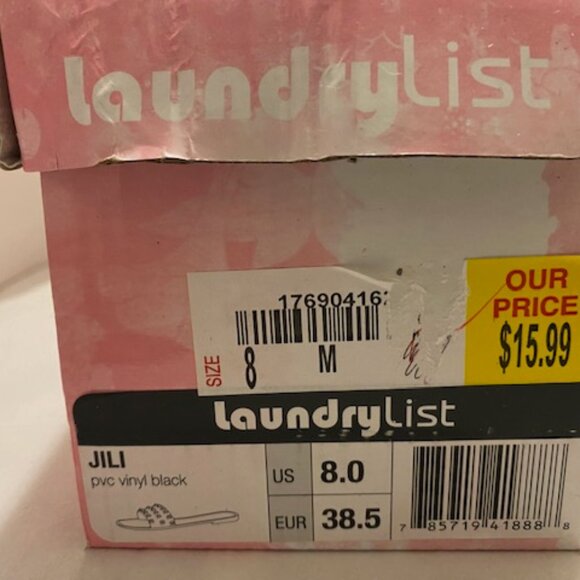 LaundryList
OUR
PRICE
$15.99
SIZE
8 M
LaundryList
JILI
pvc vinyl black
US 8.0
EUR 38.5
7 85719 41888 8